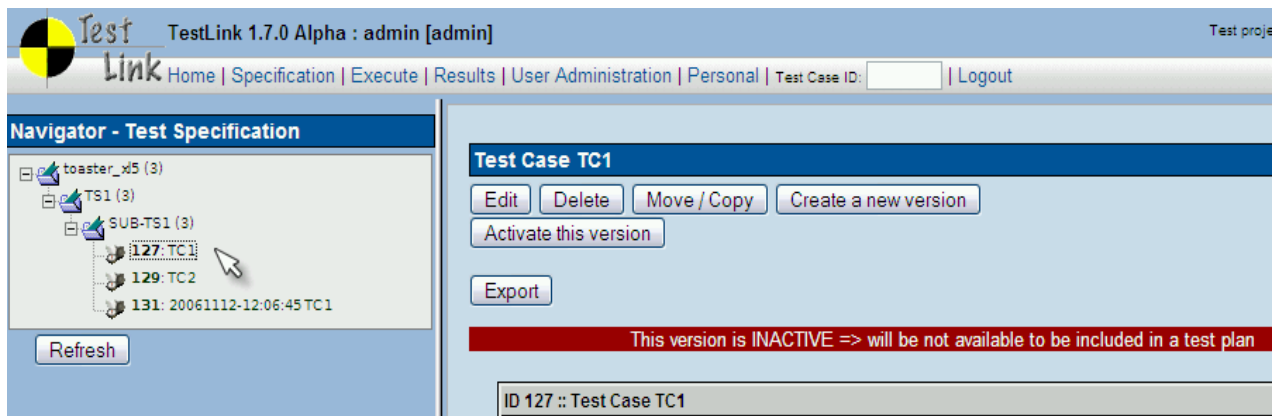 Test
Link
TestLink 1.7.0 Alpha : admin [admin]
Test proje
Home | Specification | Execute | Results | User Administration | Personal | Test Case ID: | Logout
Navigator - Test Specification
toaster_xl5 (3)
TS1 (3)
SUB-TS1 (3)
127: TC1
129: TC2
131: 20061112-12:06:45 TC1
Refresh
Test Case TC1
Edit Delete Move / Copy Create a new version
Activate this version
Export
This version is INACTIVE => will be not available to be included in a test plan
ID 127 :: Test Case TC1